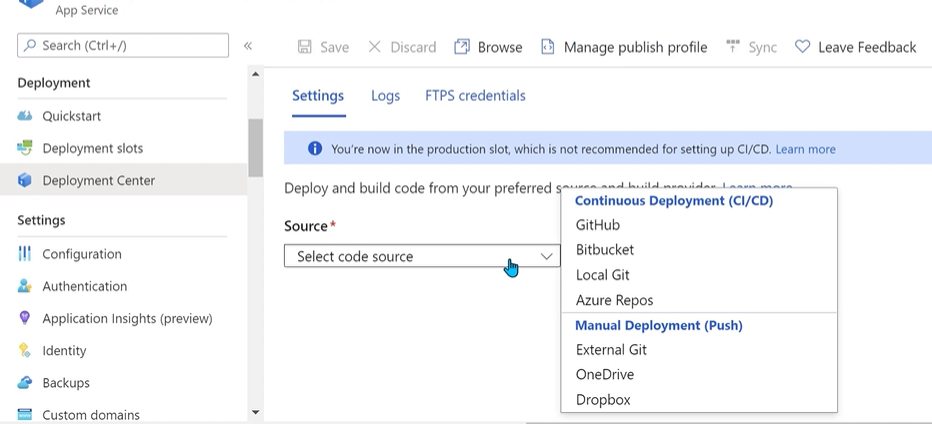 App Service
Search (Ctrl+/)
«
Save
Discard
Browse
Manage publish profile
Sync
Leave Feedback
Deployment
Quickstart
Deployment slots
Deployment Center
Settings
Configuration
Authentication
Application Insights (preview)
Identity
Backups
Custom domains
Settings
Logs
FTPS credentials
You're now in the production slot, which is not recommended for setting up CI/CD. Learn more
Deploy and build code from your preferred source and build provider. Learn more
Source*
Select code source
Continuous Deployment (CI/CD)
GitHub
Bitbucket
Local Git
Azure Repos
Manual Deployment (Push)
External Git
OneDrive
Dropbox